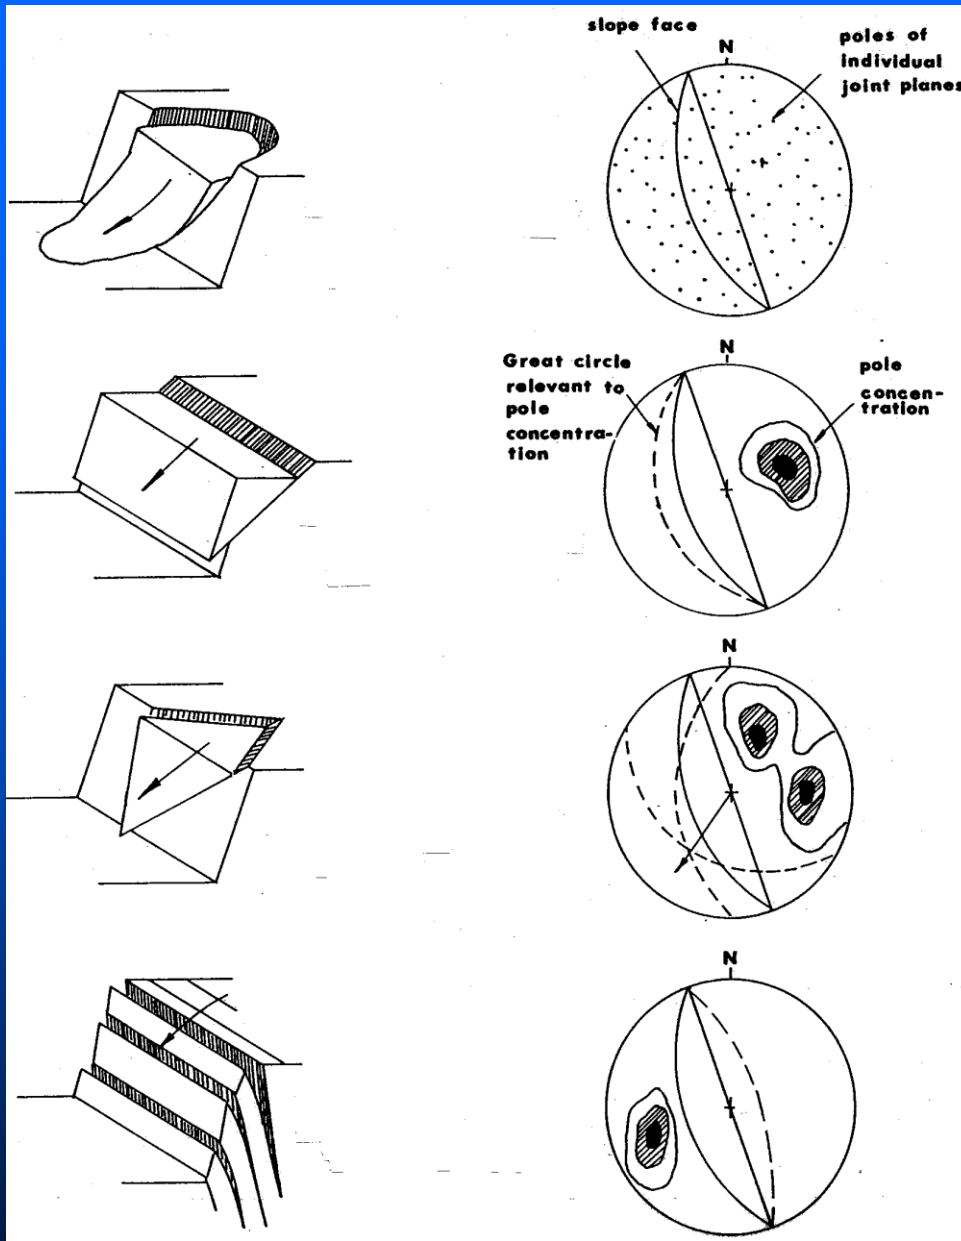 slope face
N
poles of
individual
joint planes
Great circle
relevant to
pole
concentra-
tion
N
pole
concen-
tration
N
N